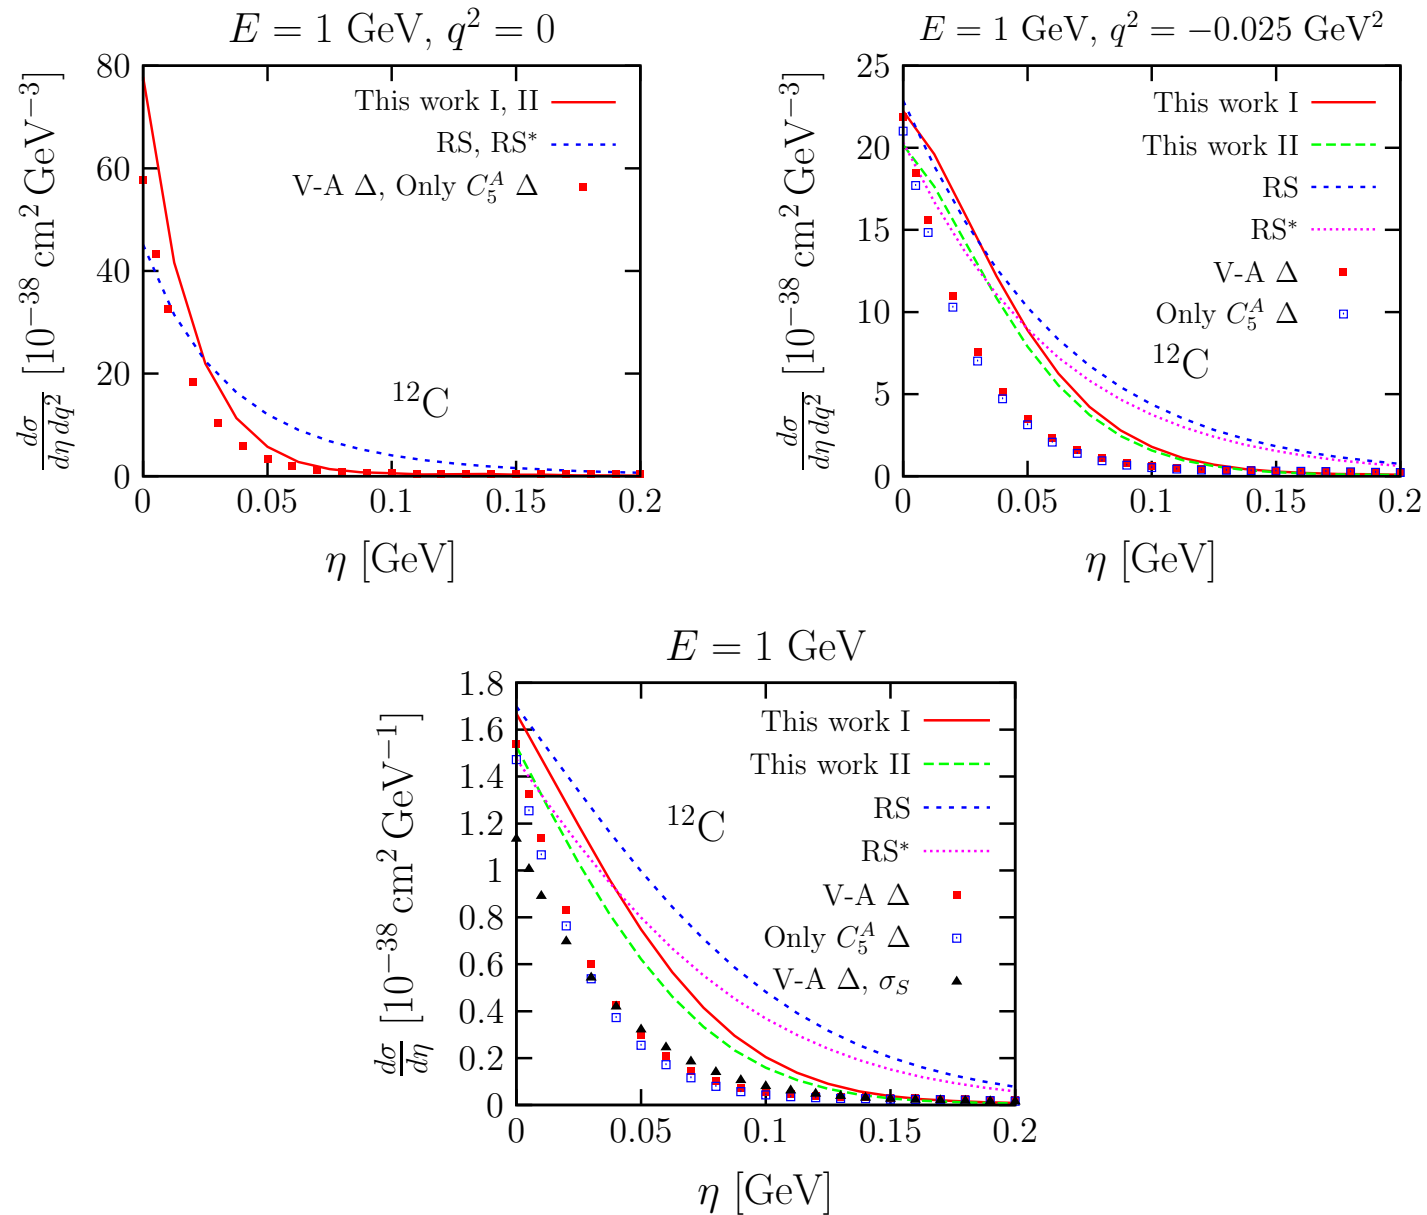 E = 1 GeV, q² = 0
80
60
40
20
0
This work I, II
RS, RS*
V-A Δ, Only C₅ᴬ Δ
¹²C
0 0.05 0.1 0.15 0.2
η [GeV]
dσ/dη dq² [10⁻³⁸ cm² GeV⁻³]
E = 1 GeV, q² = −0.025 GeV²
25
20
15
10
5
0
This work I
This work II
RS
RS*
V-A Δ
Only C₅ᴬ Δ
¹²C
0 0.05 0.1 0.15 0.2
η [GeV]
dσ/dη dq² [10⁻³⁸ cm² GeV⁻³]
E = 1 GeV
1.8
1.6
1.4
1.2
1
0.8
0.6
0.4
0.2
0
This work I
This work II
RS
RS*
V-A Δ
Only C₅ᴬ Δ
V-A Δ, σ_S
¹²C
0 0.05 0.1 0.15 0.2
η [GeV]
dσ/dη [10⁻³⁸ cm² GeV⁻¹]